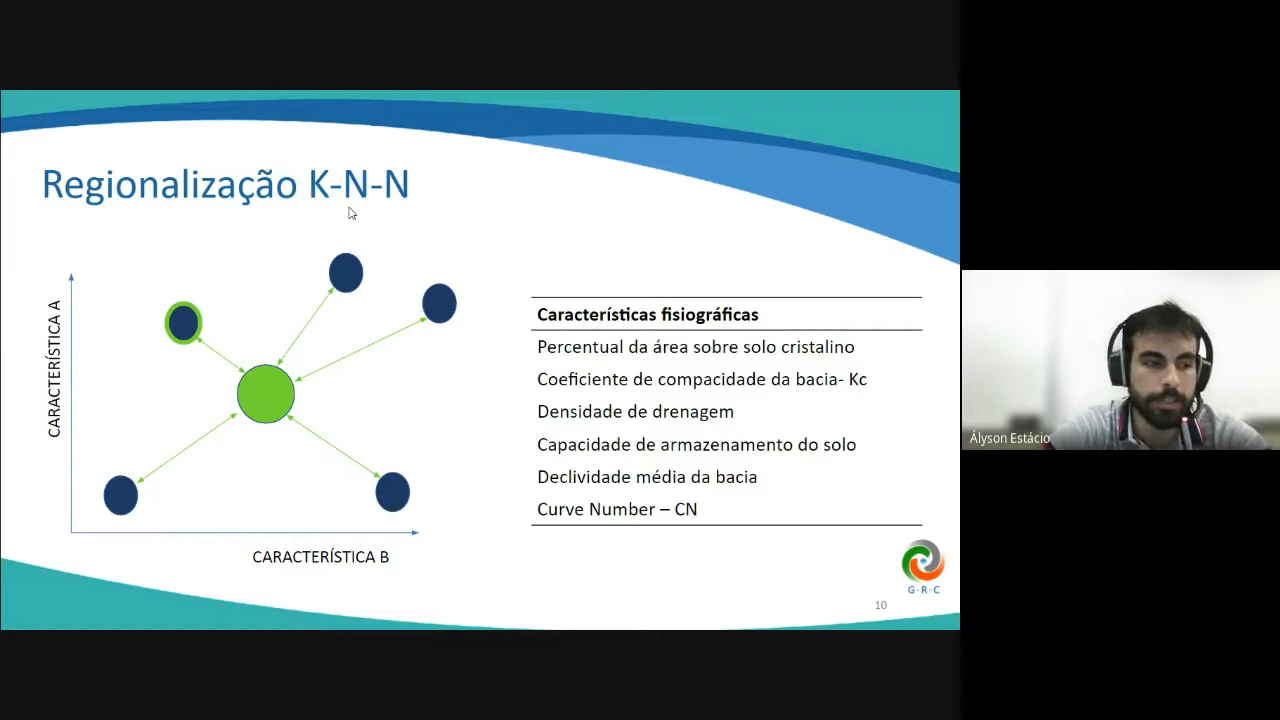 Regionalização K-N-N
CARACTERÍSTICA A
CARACTERÍSTICA B
Características fisiográficas
Percentual da área sobre solo cristalino
Coeficiente de compacidade da bacia- Kc
Densidade de drenagem
Capacidade de armazenamento do solo
Declividade média da bacia
Curve Number – CN
G·R·C
10
Ályson Estácio